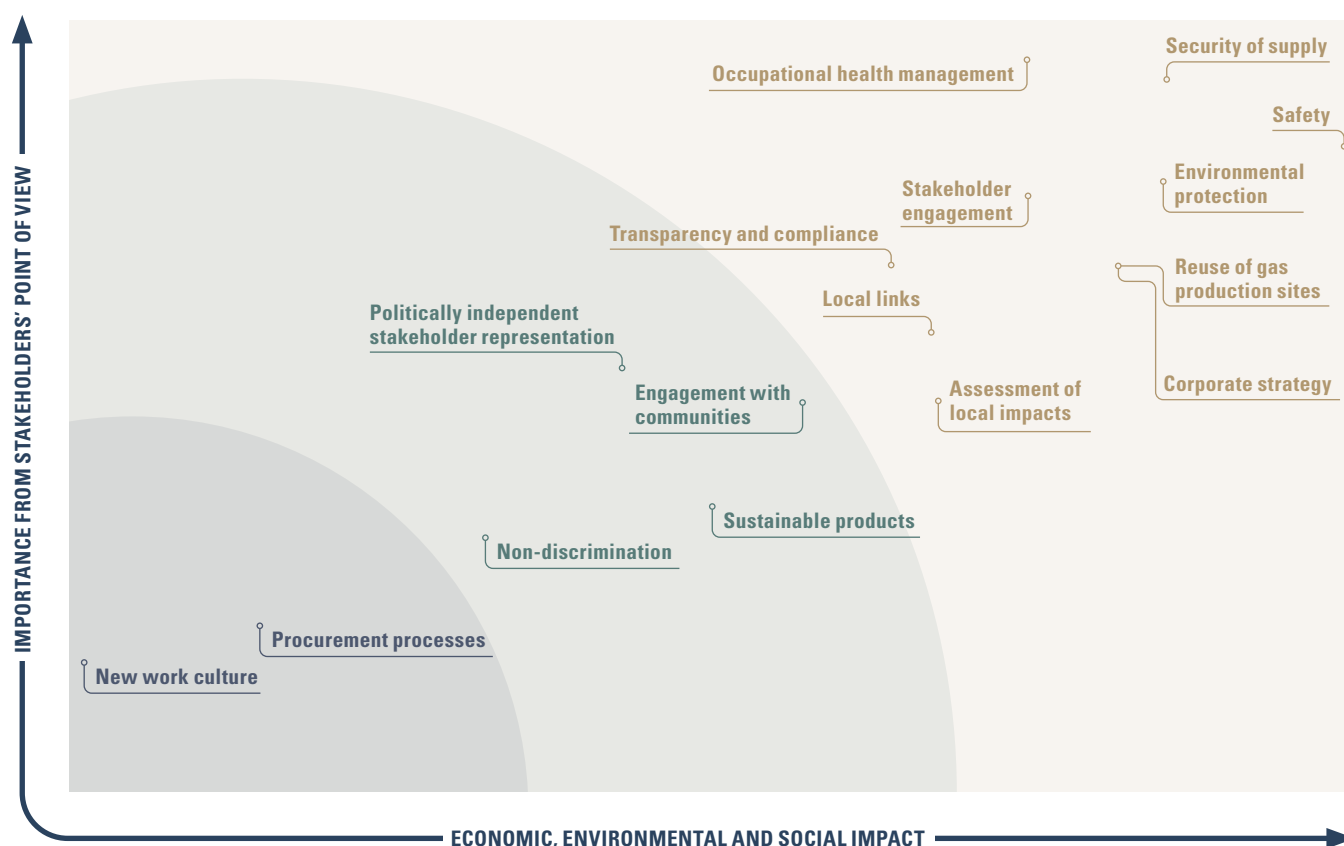 IMPORTANCE FROM STAKEHOLDERS' POINT OF VIEW
Security of supply
Occupational health management
Safety
Environmental
protection
Stakeholder
engagement
Transparency and compliance
Reuse of gas
production sites
Local links
Politically independent
stakeholder representation
Corporate strategy
Assessment of
local impacts
Engagement with
communities
Sustainable products
Non-discrimination
Procurement processes
New work culture
ECONOMIC, ENVIRONMENTAL AND SOCIAL IMPACT